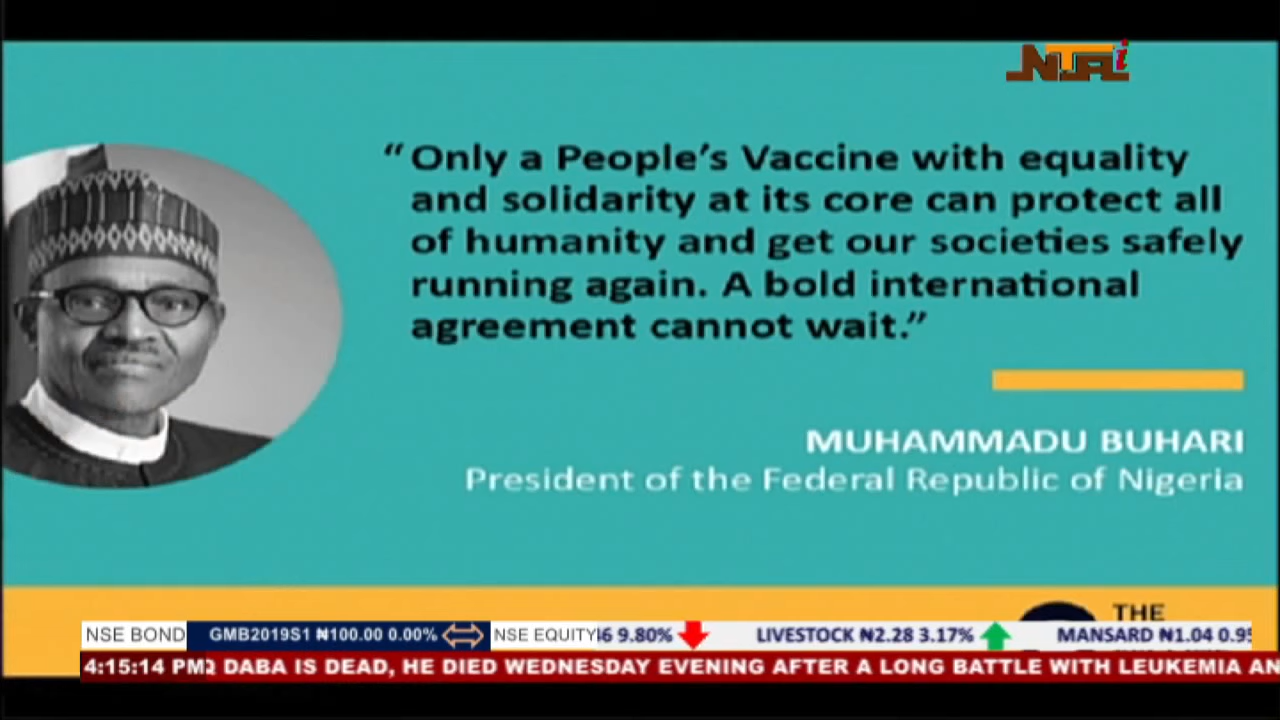 NTAi
“Only a People’s Vaccine with equality
and solidarity at its core can protect all
of humanity and get our societies safely
running again. A bold international
agreement cannot wait.”
MUHAMMADU BUHARI
President of the Federal Republic of Nigeria
THE
NSE BOND GMB2019S1 ₦100.00 0.00% NSE EQUITY 9.80% LIVESTOCK ₦2.28 3.17% MANSARD ₦1.04
4:15:14 PM DABA IS DEAD, HE DIED WEDNESDAY EVENING AFTER A LONG BATTLE WITH LEUKEMIA AN